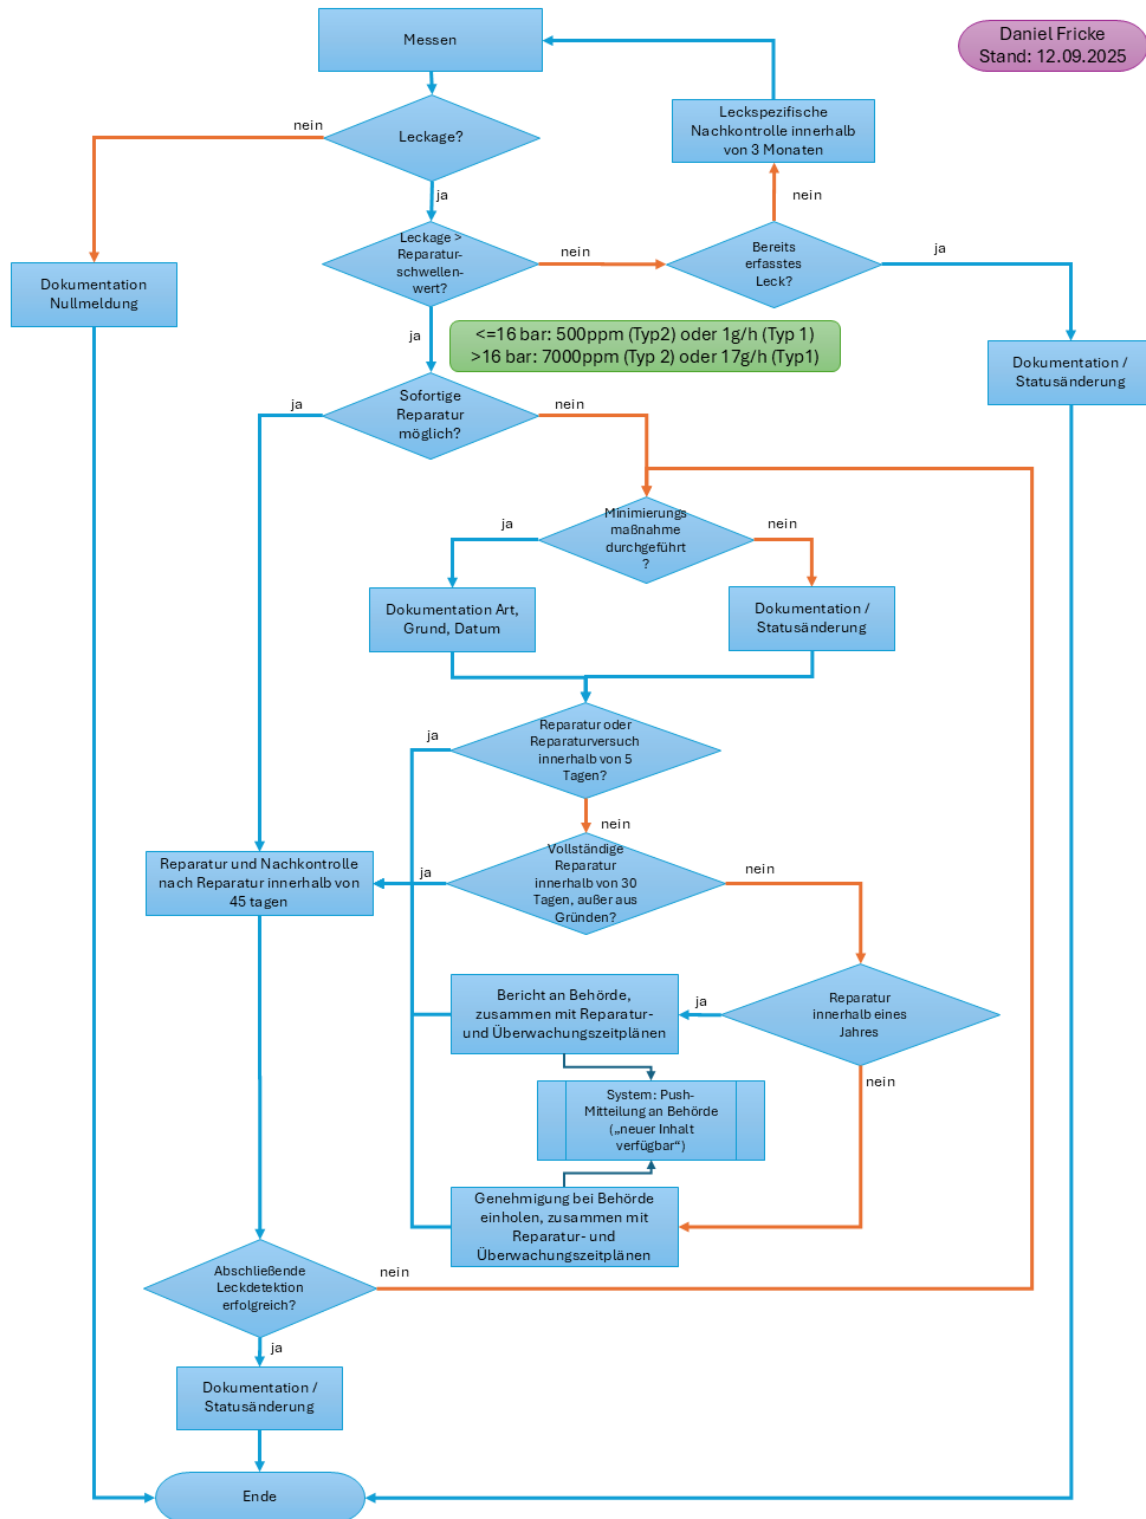 Messen
Daniel Fricke
Stand: 12.09.2025
nein
Leckage?
Leckspezifische
Nachkontrolle innerhalb
von 3 Monaten
ja
nein
Leckage >
Reparatur-
schwellen-
wert?
nein
Bereits
erfasstes
Leck?
ja
Dokumentation
Nullmeldung
ja
<=16 bar: 500ppm (Typ2) oder 1g/h (Typ 1)
>16 bar: 7000ppm (Typ 2) oder 17g/h (Typ1)
Dokumentation /
Statusänderung
ja
Sofortige
Reparatur
möglich?
nein
ja
Minimierungs
maßnahme
durchgeführt
?
nein
Dokumentation Art,
Grund, Datum
Dokumentation /
Statusänderung
ja
Reparatur oder
Reparaturversuch
innerhalb von 5
Tagen?
nein
Reparatur und Nachkontrolle
nach Reparatur innerhalb von
45 tagen
ja
Vollständige
Reparatur
innerhalb von 30
Tagen, außer aus
Gründen?
nein
Bericht an Behörde,
zusammen mit Reparatur-
und Überwachungszeitplänen
ja
Reparatur
innerhalb eines
Jahres
nein
System: Push-
Mitteilung an Behörde
(„neuer Inhalt
verfügbar“)
Genehmigung bei Behörde
einholen, zusammen mit
Reparatur- und
Überwachungszeitplänen
Abschließende
Leckdetektion
erfolgreich?
nein
ja
Dokumentation /
Statusänderung
Ende